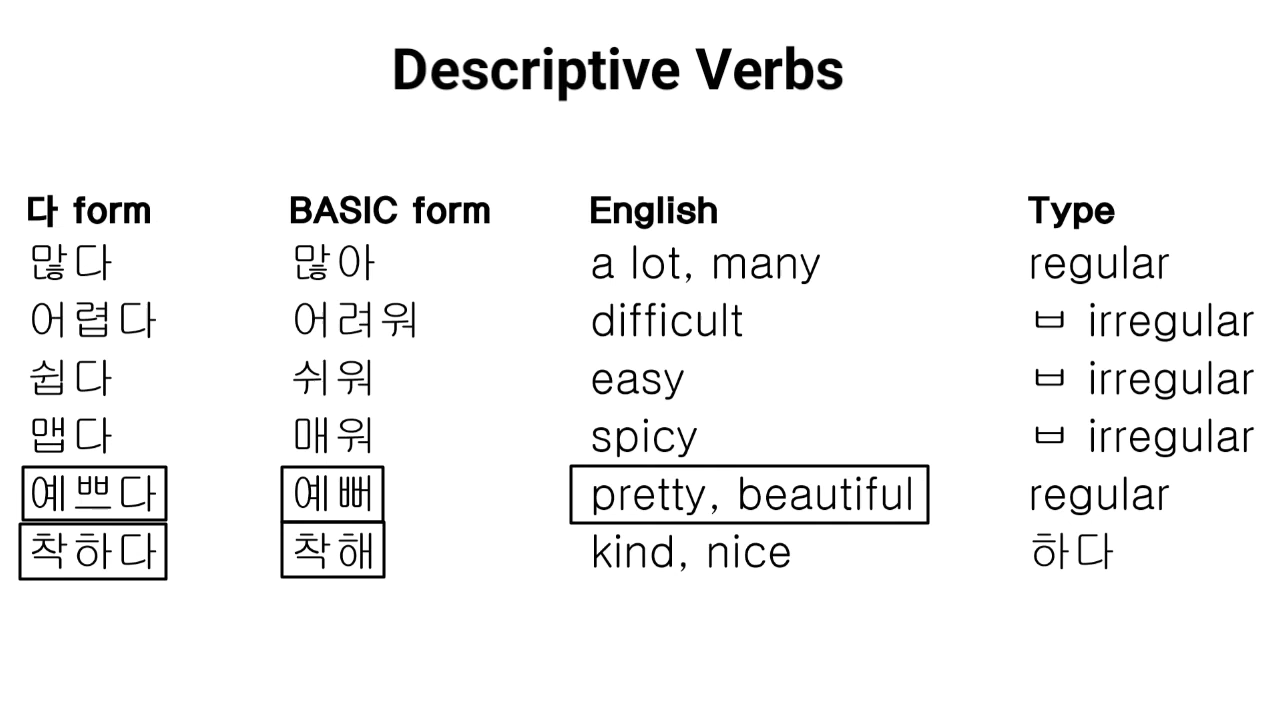 Descriptive Verbs
다 form BASIC form English Type
많다 많아 a lot, many regular
어렵다 어려워 difficult ㅂ irregular
쉽다 쉬워 easy ㅂ irregular
맵다 매워 spicy ㅂ irregular
예쁘다 예뻐 pretty, beautiful regular
착하다 착해 kind, nice 하다